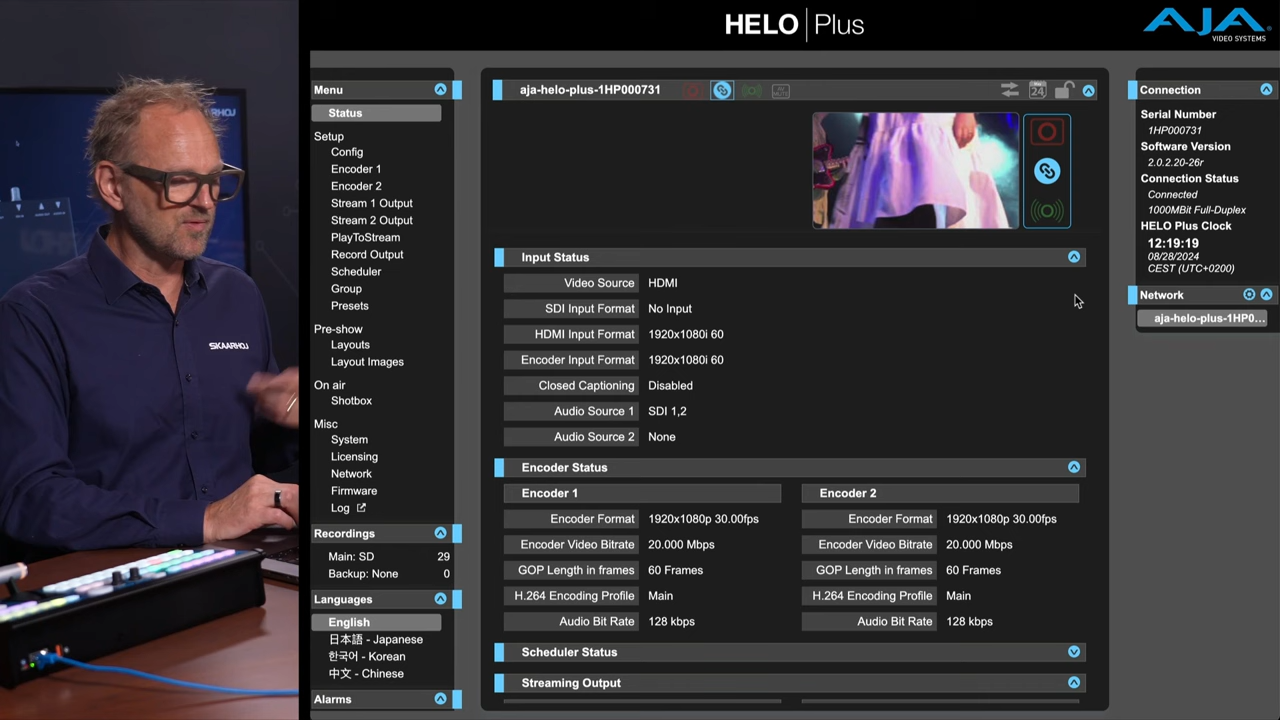 HELO | Plus
AJA
VIDEO SYSTEMS
Menu
Status
Setup
Config
Encoder 1
Encoder 2
Stream 1 Output
Stream 2 Output
PlayToStream
Record Output
Scheduler
Group
Presets
Pre-show
Layouts
Layout Images
On air
Shotbox
Misc
System
Licensing
Network
Firmware
Log
Recordings
Main: SD 29
Backup: None 0
Languages
English
日本語 - Japanese
한국어 - Korean
中文 - Chinese
Alarms
aja-helo-plus-1HP000731
24
Input Status
Video Source HDMI
SDI Input Format No Input
HDMI Input Format 1920x1080i 60
Encoder Input Format 1920x1080i 60
Closed Captioning Disabled
Audio Source 1 SDI 1,2
Audio Source 2 None
Encoder Status
Encoder 1
Encoder Format 1920x1080p 30.00fps
Encoder Video Bitrate 20.000 Mbps
GOP Length in frames 60 Frames
H.264 Encoding Profile Main
Audio Bit Rate 128 kbps
Encoder 2
Encoder Format 1920x1080p 30.00fps
Encoder Video Bitrate 20.000 Mbps
GOP Length in frames 60 Frames
H.264 Encoding Profile Main
Audio Bit Rate 128 kbps
Scheduler Status
Streaming Output
Connection
Serial Number
1HP000731
Software Version
2.0.2.20-26r
Connection Status
Connected
1000MBit Full-Duplex
HELO Plus Clock
12:19:19
08/28/2024
CEST (UTC+0200)
Network
aja-helo-plus-1HP0...
SKAARHOJ